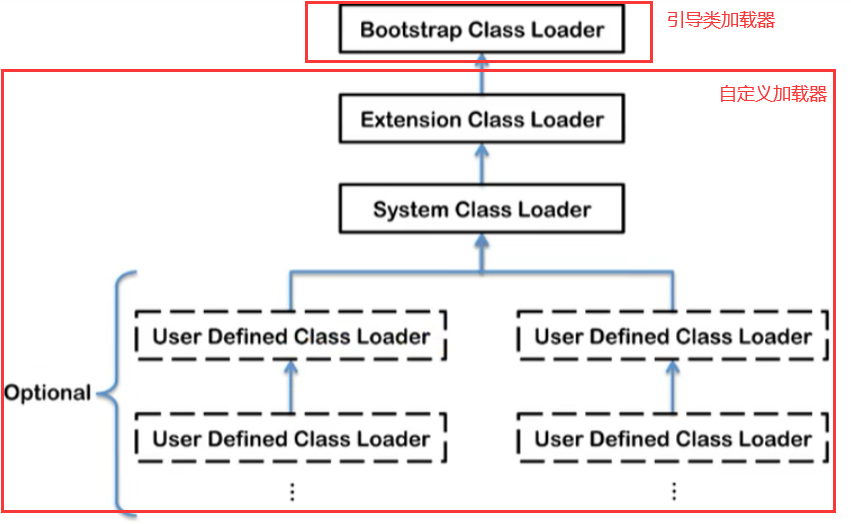 Bootstrap Class Loader
引导类加载器
自定义加载器
Extension Class Loader
System Class Loader
User Defined Class Loader
User Defined Class Loader
Optional
User Defined Class Loader
User Defined Class Loader
⋮
⋮